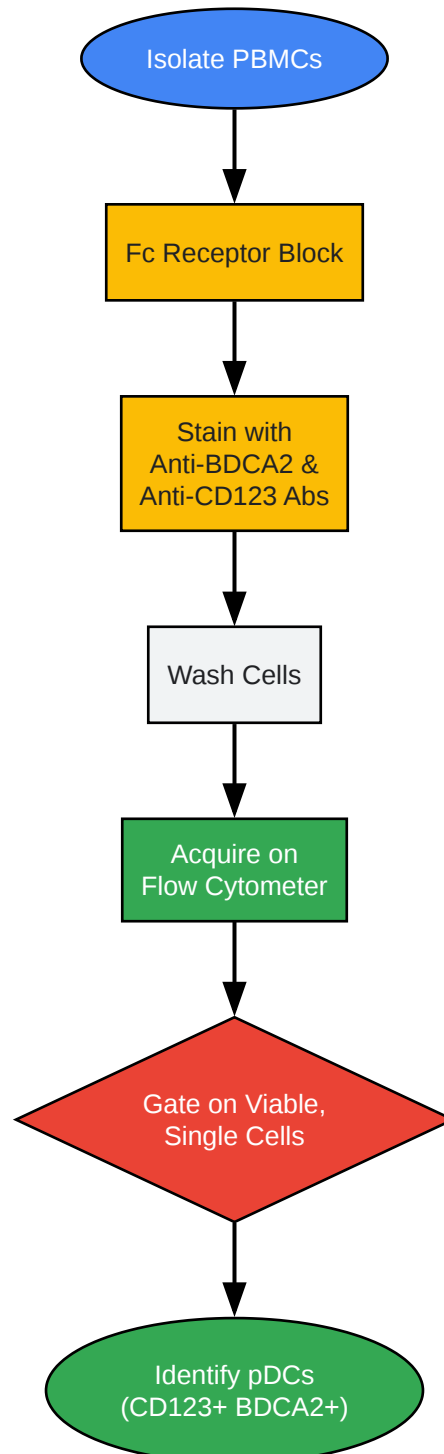 Isolate PBMCs
Fc Receptor Block
Stain with
Anti-BDCA2 &
Anti-CD123 Abs
Wash Cells
Acquire on
Flow Cytometer
Gate on Viable,
Single Cells
Identify pDCs
(CD123+ BDCA2+)